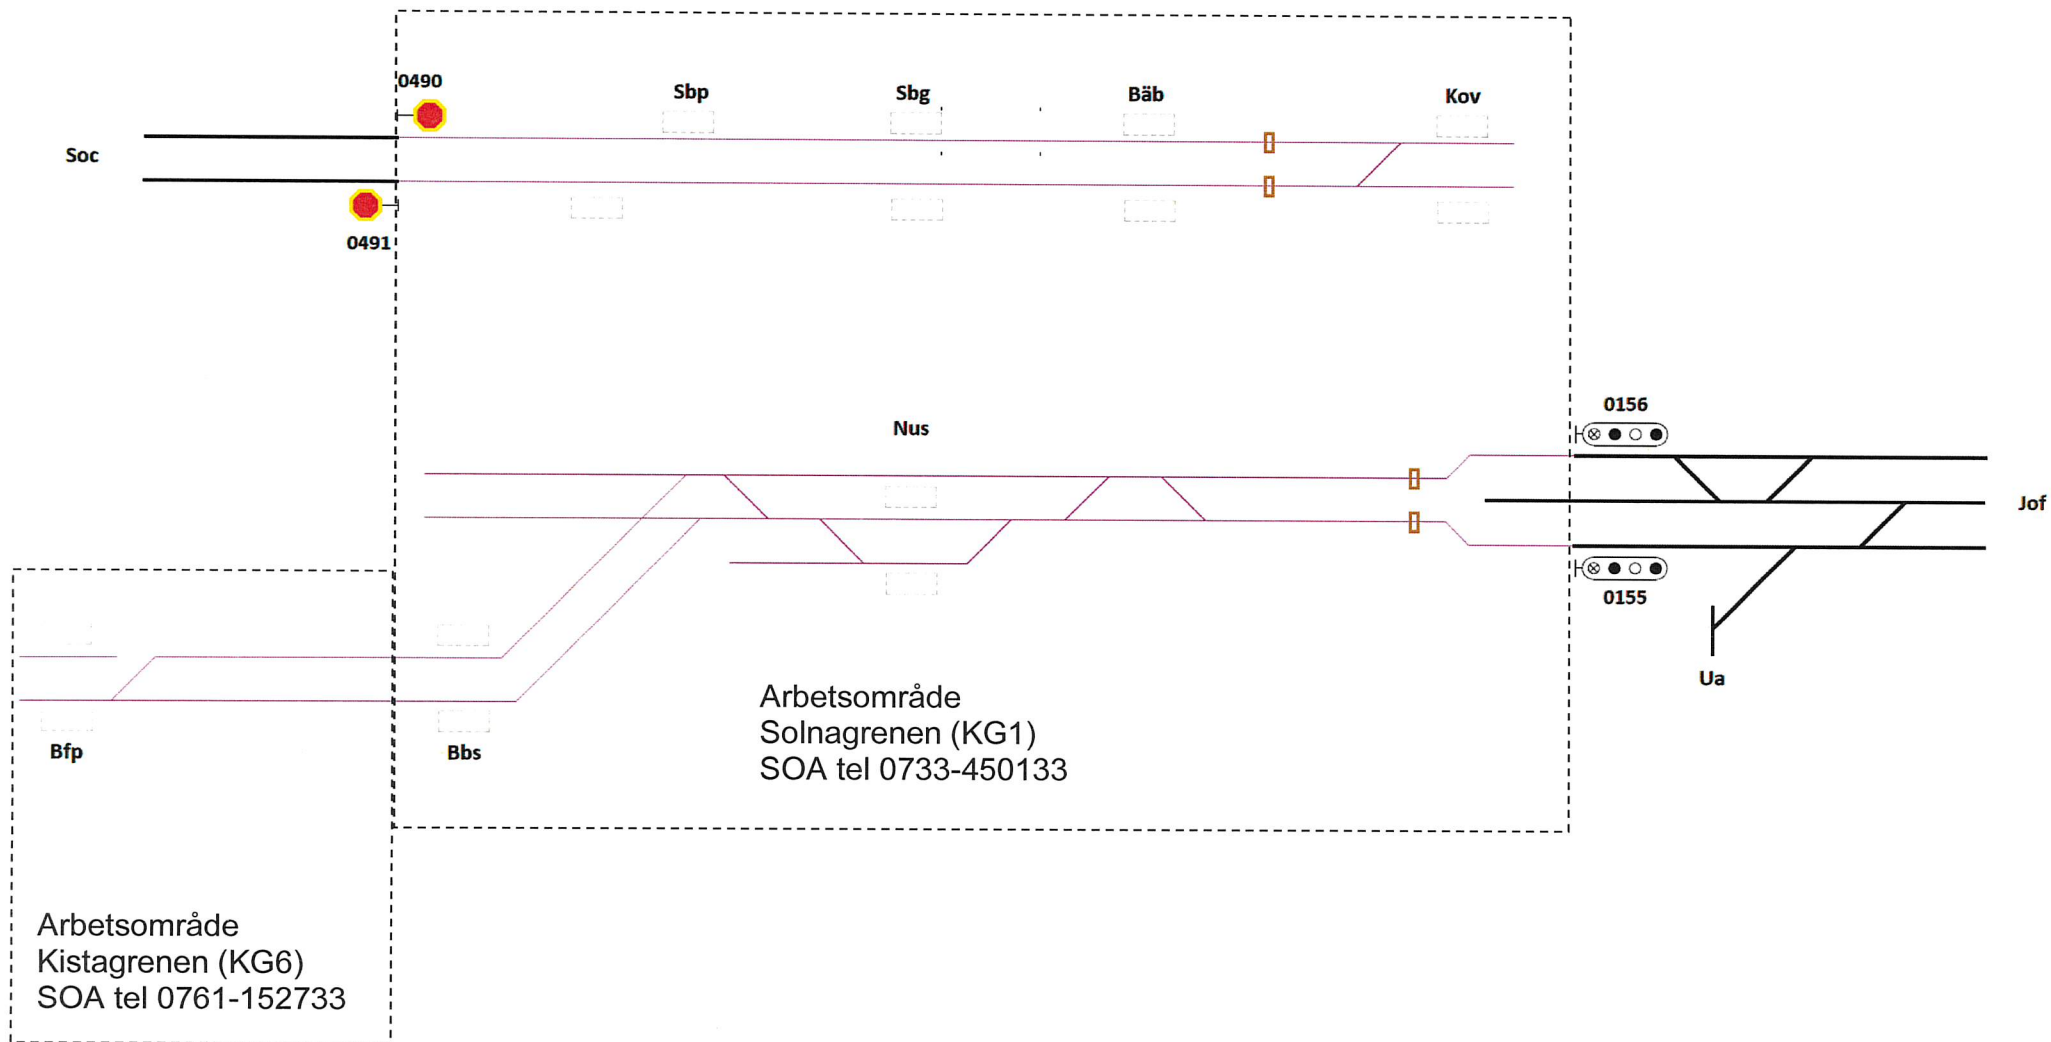 0490
Sbp
Sbg
Bäb
Kov
Soc
0491
0156
Nus
Jof
0155
Ua
Arbetsområde
Solnagrenen (KG1)
SOA tel 0733-450133
Bfp
Bbs
Arbetsområde
Kistagrenen (KG6)
SOA tel 0761-152733